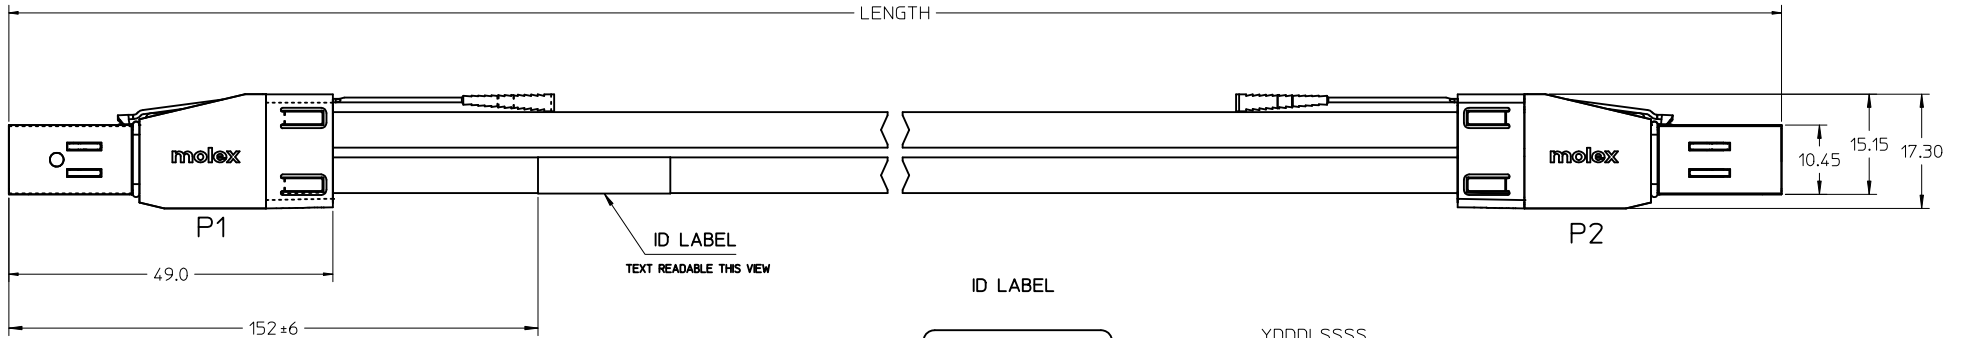 LENGTH
molex
molex
10.45
15.15
17.30
P1
P2
ID LABEL
TEXT READABLE THIS VIEW
49.0
ID LABEL
152±6
YDDDLSSSS